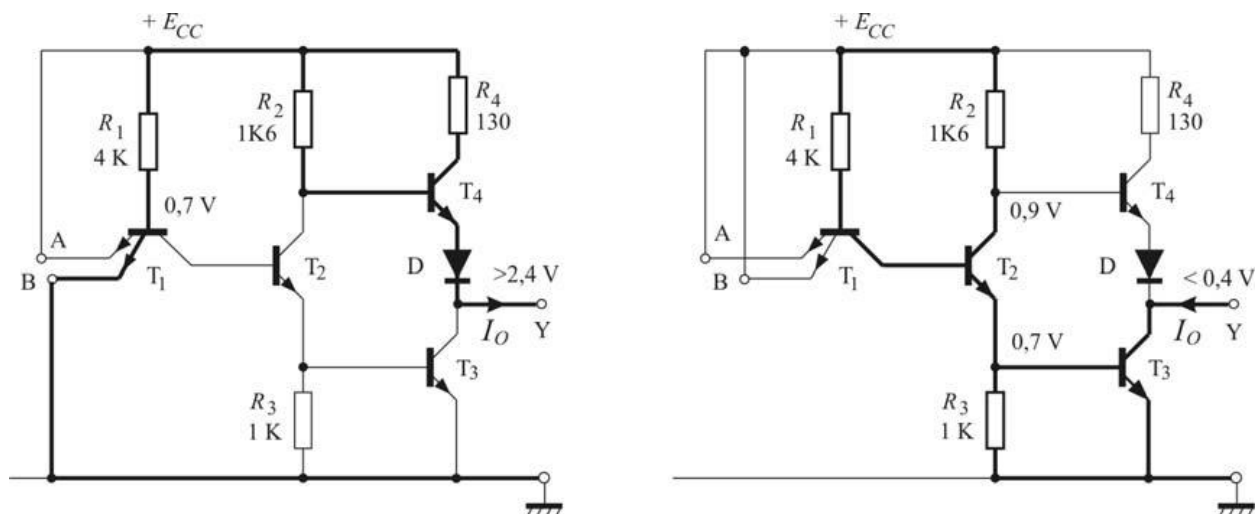 + E_CC
R_1
4 K
R_2
1K6
R_4
130
0,7 V
T_4
A
B
T_1
T_2
D
>2,4 V
I_O
Y
T_3
R_3
1 K
+ E_CC
R_1
4 K
R_2
1K6
R_4
130
T_4
0,9 V
A
B
T_1
T_2
D
< 0,4 V
I_O
Y
0,7 V
T_3
R_3
1 K